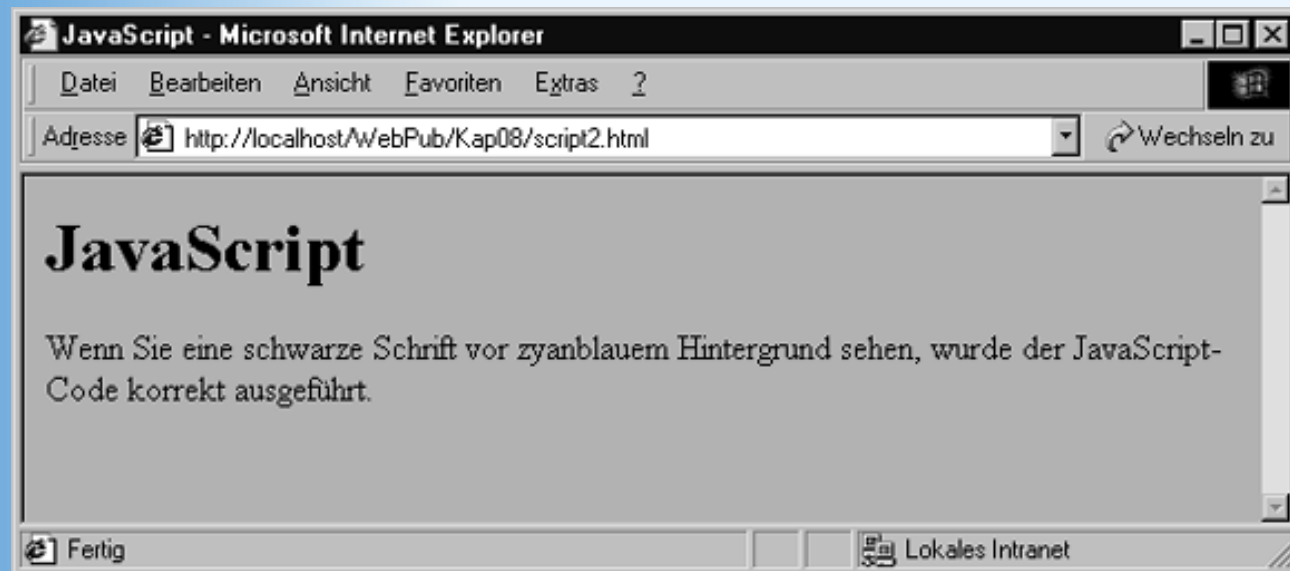 JavaScript - Microsoft Internet Explorer
Datei Bearbeiten Ansicht Favoriten Extras ?
Adresse http://localhost/WebPub/Kap08/script2.html Wechseln zu
JavaScript
Wenn Sie eine schwarze Schrift vor zyanblauem Hintergrund sehen, wurde der JavaScript-
Code korrekt ausgeführt.
Fertig Lokales Intranet